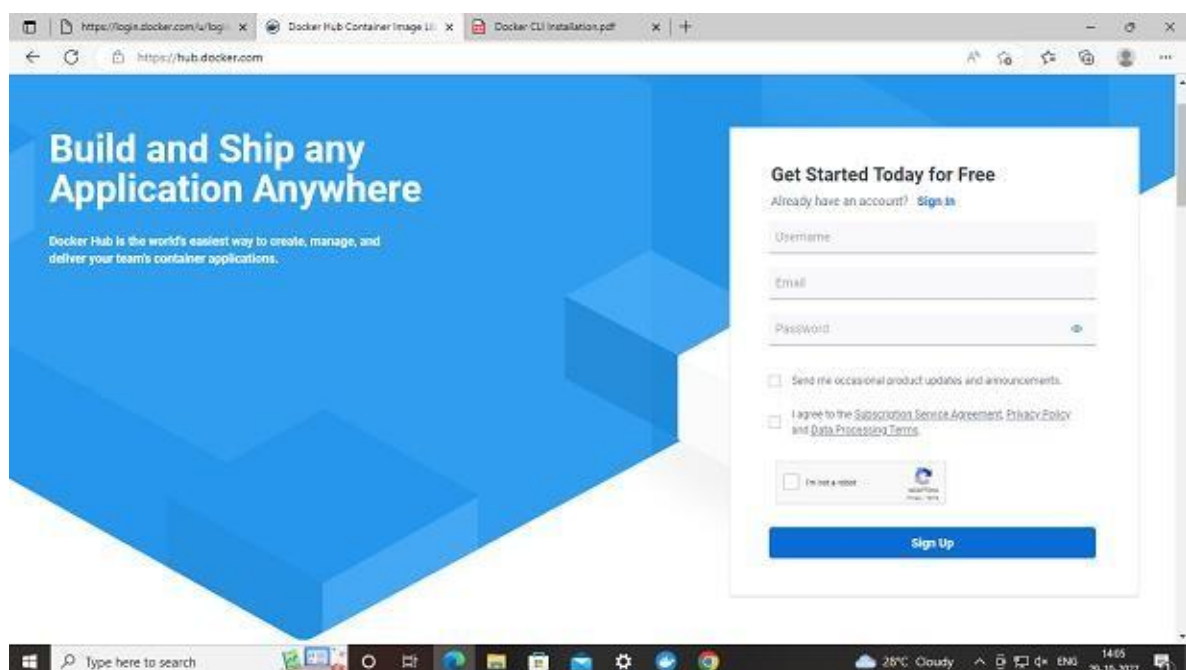 https://login.docker.com/u/logi
Docker Hub Container Image Li
Docker CLI Installation.pdf
https://hub.docker.com
Build and Ship any
Application Anywhere
Docker Hub is the world's easiest way to create, manage, and
deliver your team's container applications.
Get Started Today for Free
Already have an account? Sign In
Username
Email
Password
Send me occasional product updates and announcements.
I agree to the Subscription Service Agreement, Privacy Policy
and Data Processing Terms.
I'm not a robot
reCAPTCHA
Privacy - Terms
Sign Up
Type here to search
28°C Cloudy
ENG
14:05